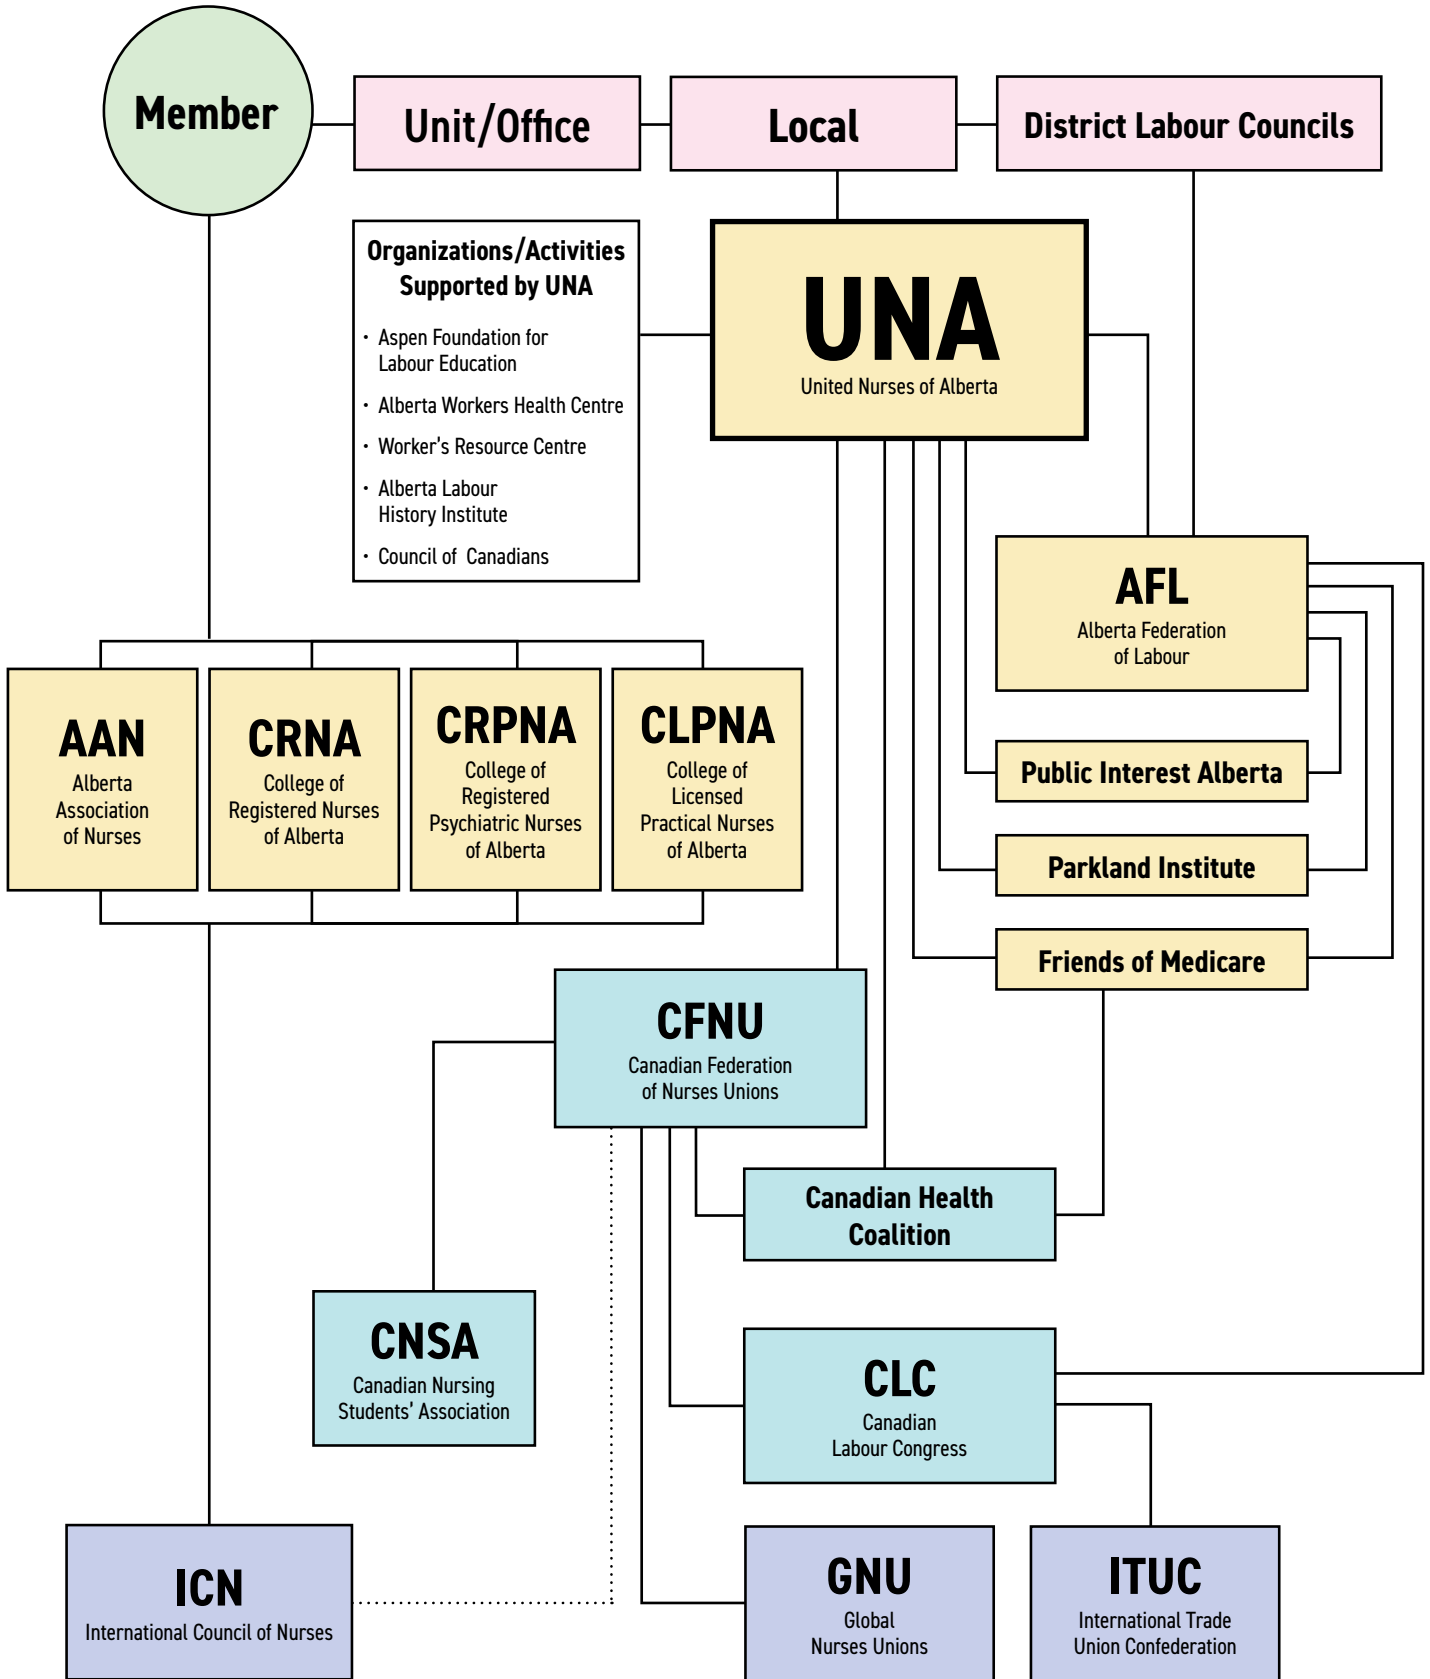 Member
Unit/Office
Local
District Labour Councils
Organizations/Activities
Supported by UNA
· Aspen Foundation for
Labour Education
· Alberta Workers Health Centre
· Worker's Resource Centre
· Alberta Labour
History Institute
· Council of Canadians
UNA
United Nurses of Alberta
AFL
Alberta Federation
of Labour
AAN
Alberta
Association
of Nurses
CRNA
College of
Registered Nurses
of Alberta
CRPNA
College of
Registered
Psychiatric Nurses
of Alberta
CLPNA
College of
Licensed
Practical Nurses
of Alberta
Public Interest Alberta
Parkland Institute
Friends of Medicare
CFNU
Canadian Federation
of Nurses Unions
Canadian Health
Coalition
CNSA
Canadian Nursing
Students' Association
CLC
Canadian
Labour Congress
ICN
International Council of Nurses
GNU
Global
Nurses Unions
ITUC
International Trade
Union Confederation